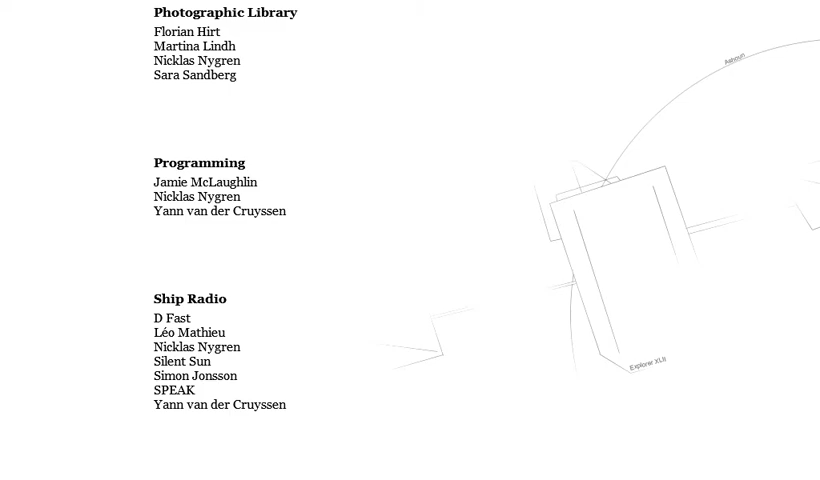 Photographic Library
Florian Hirt
Martina Lindh
Nicklas Nygren
Sara Sandberg
Ashoun
Programming
Jamie McLaughlin
Nicklas Nygren
Yann van der Cruyssen
Ship Radio
D Fast
Léo Mathieu
Nicklas Nygren
Silent Sun
Simon Jonsson
SPEAK
Yann van der Cruyssen
Explorer XLII